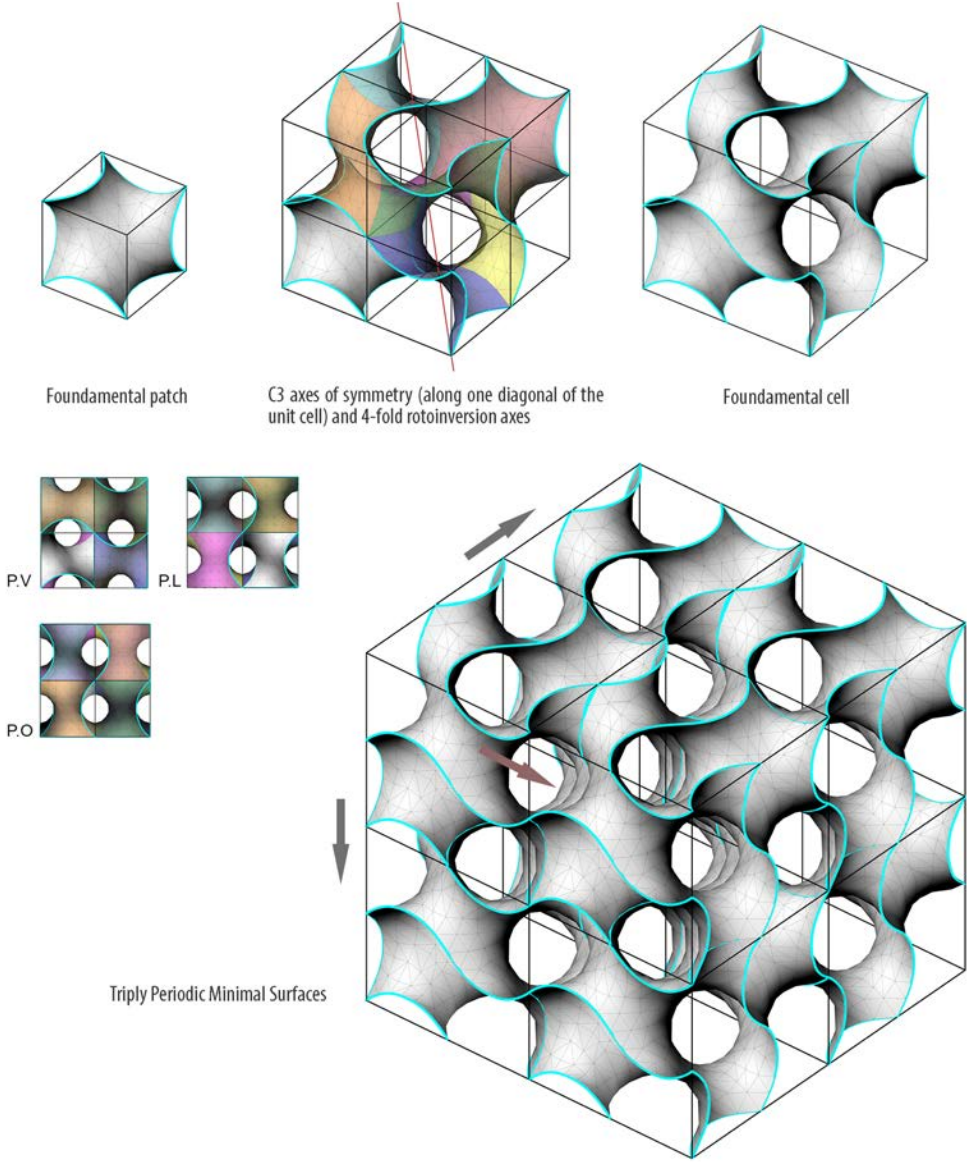 Foundamental patch
C3 axes of symmetry (along one diagonal of the
unit cell) and 4-fold rotoinversion axes
Foundamental cell
P.V
P.L
P.O
Triply Periodic Minimal Surfaces